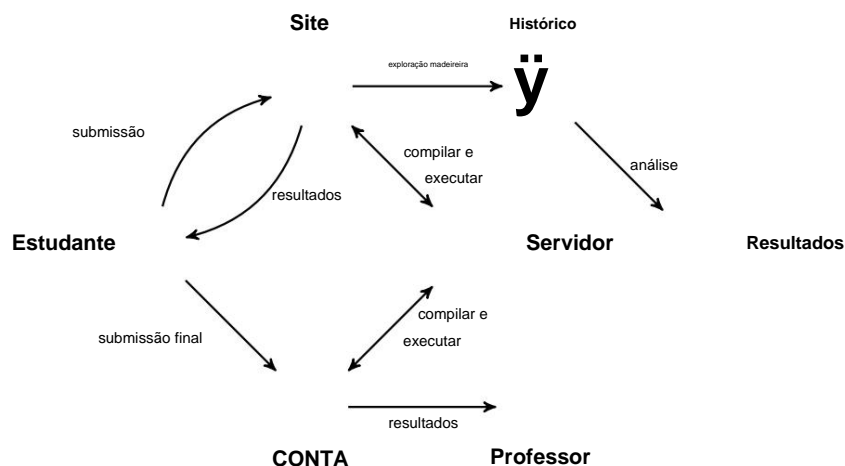 Site
Histórico
exploração madeireira
ÿ
submissão
compilar e
executar
análise
resultados
Estudante
Servidor
Resultados
submissão final
compilar e
executar
resultados
CONTA
Professor